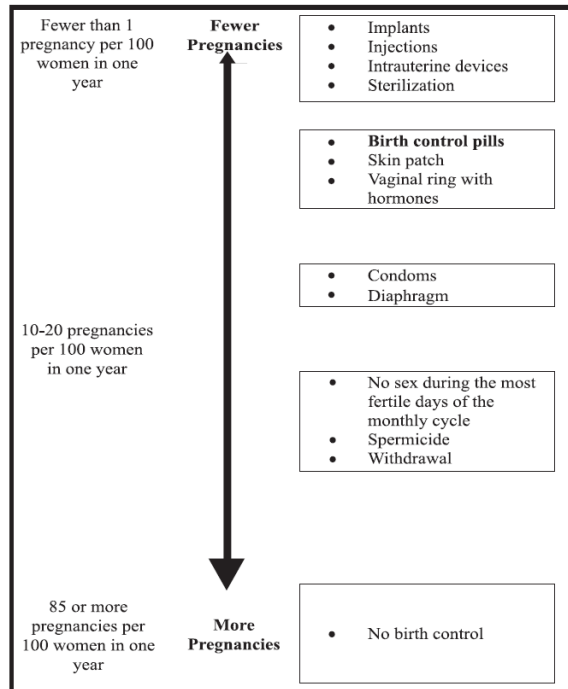 Fewer than 1
pregnancy per 100
women in one
year
Fewer
Pregnancies
• Implants
• Injections
• Intrauterine devices
• Sterilization
• Birth control pills
• Skin patch
• Vaginal ring with
hormones
• Condoms
• Diaphragm
10-20 pregnancies
per 100 women
in one year
• No sex during the most
fertile days of the
monthly cycle
• Spermicide
• Withdrawal
85 or more
pregnancies per
100 women in one
year
More
Pregnancies
• No birth control